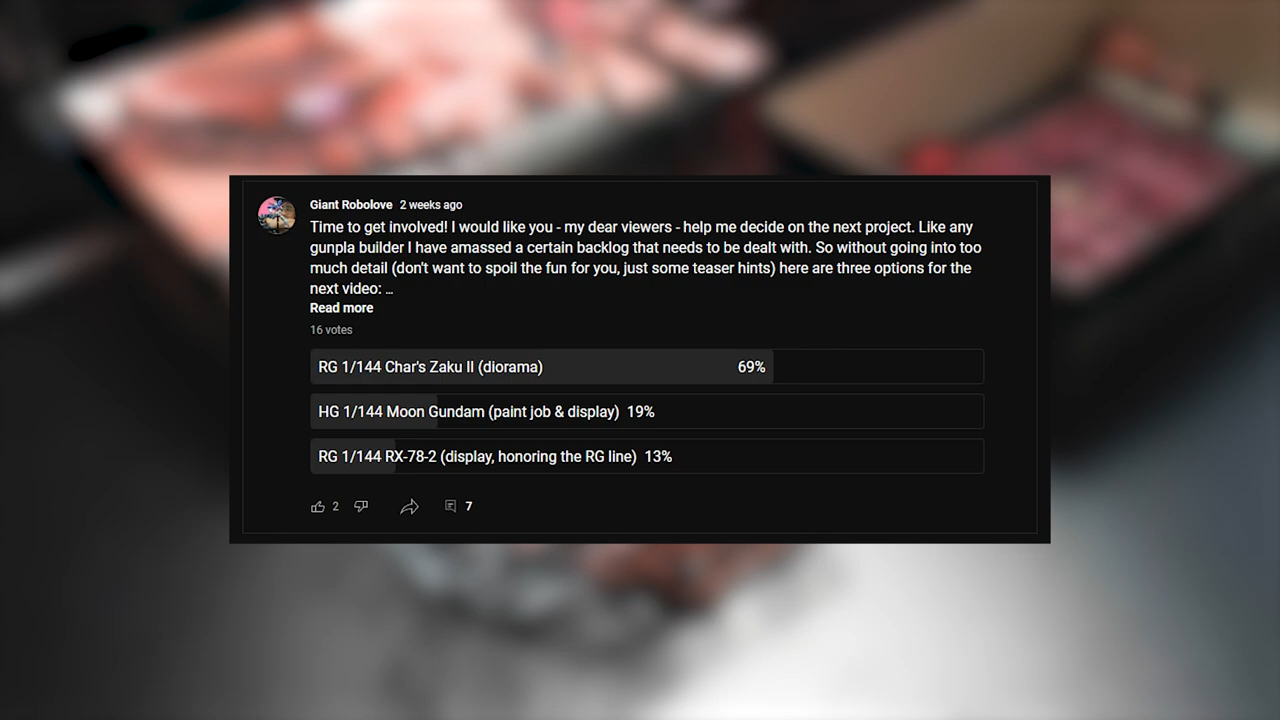 Giant Robolove 2 weeks ago
Time to get involved! I would like you - my dear viewers - help me decide on the next project. Like any
gunpla builder I have amassed a certain backlog that needs to be dealt with. So without going into too
much detail (don't want to spoil the fun for you, just some teaser hints) here are three options for the
next video: ...
Read more
16 votes
RG 1/144 Char's Zaku II (diorama) 69%
HG 1/144 Moon Gundam (paint job & display) 19%
RG 1/144 RX-78-2 (display, honoring the RG line) 13%
2 7